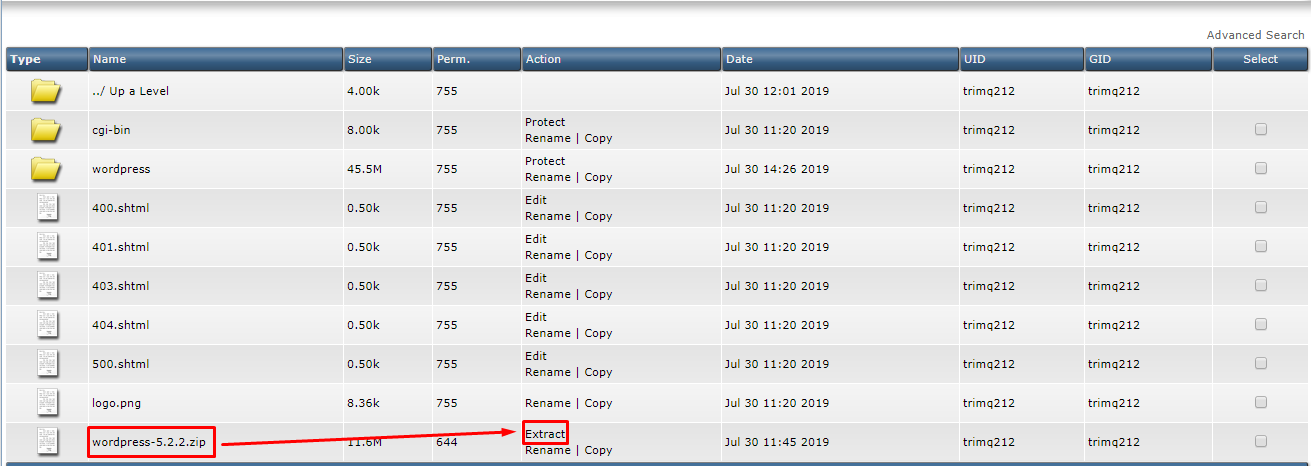 Advanced Search
Type Name Size Perm. Action Date UID GID Select
../ Up a Level 4.00k 755 Jul 30 12:01 2019 trimq212 trimq212
cgi-bin 8.00k 755 Protect Jul 30 11:20 2019 trimq212 trimq212
Rename | Copy
wordpress 45.5M 755 Protect Jul 30 14:26 2019 trimq212 trimq212
Rename | Copy
400.shtml 0.50k 755 Edit Jul 30 11:20 2019 trimq212 trimq212
Rename | Copy
401.shtml 0.50k 755 Edit Jul 30 11:20 2019 trimq212 trimq212
Rename | Copy
403.shtml 0.50k 755 Edit Jul 30 11:20 2019 trimq212 trimq212
Rename | Copy
404.shtml 0.50k 755 Edit Jul 30 11:20 2019 trimq212 trimq212
Rename | Copy
500.shtml 0.50k 755 Edit Jul 30 11:20 2019 trimq212 trimq212
Rename | Copy
logo.png 8.36k 755 Rename | Copy Jul 30 11:20 2019 trimq212 trimq212
wordpress-5.2.2.zip 11.6M 644 Extract Jul 30 11:45 2019 trimq212 trimq212
Rename | Copy